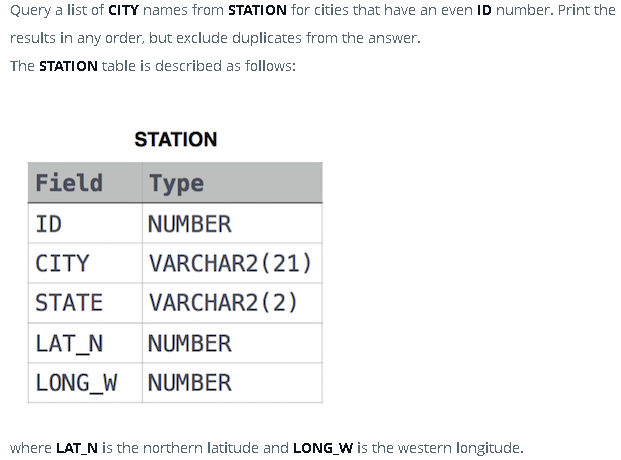 Query a list of CITY names from STATION for cities that have an even ID number. Print the
results in any order, but exclude duplicates from the answer.
The STATION table is described as follows:
STATION
Field Type
ID NUMBER
CITY VARCHAR2(21)
STATE VARCHAR2(2)
LAT_N NUMBER
LONG_W NUMBER
where LAT_N is the northern latitude and LONG_W is the western longitude.